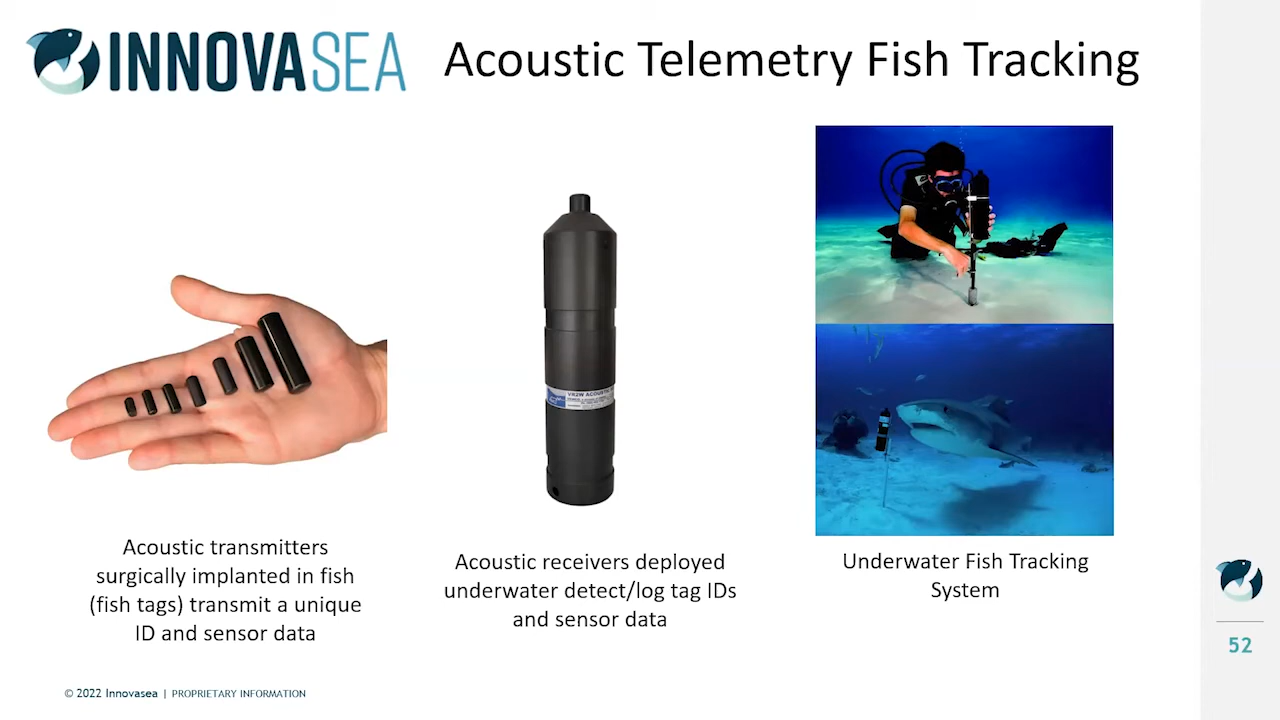 INNOVASEA
Acoustic Telemetry Fish Tracking
VR2W ACOUSTIC
Acoustic transmitters
surgically implanted in fish
(fish tags) transmit a unique
ID and sensor data
Acoustic receivers deployed
underwater detect/log tag IDs
and sensor data
Underwater Fish Tracking
System
52
© 2022 Innovasea | PROPRIETARY INFORMATION